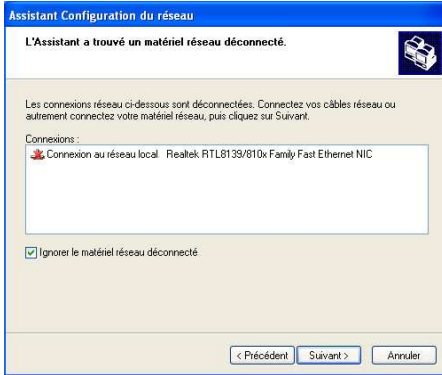 Assistant Configuration du réseau
L'Assistant a trouvé un matériel réseau déconnecté.
Les connexions réseau ci-dessous sont déconnectées. Connectez vos câbles réseau ou
autrement connectez votre matériel réseau, puis cliquez sur Suivant.
Connexions :
Connexion au réseau local Realtek RTL8139/810x Family Fast Ethernet NIC
Ignorer le matériel réseau déconnecté
< Précédent
Suivant >
Annuler